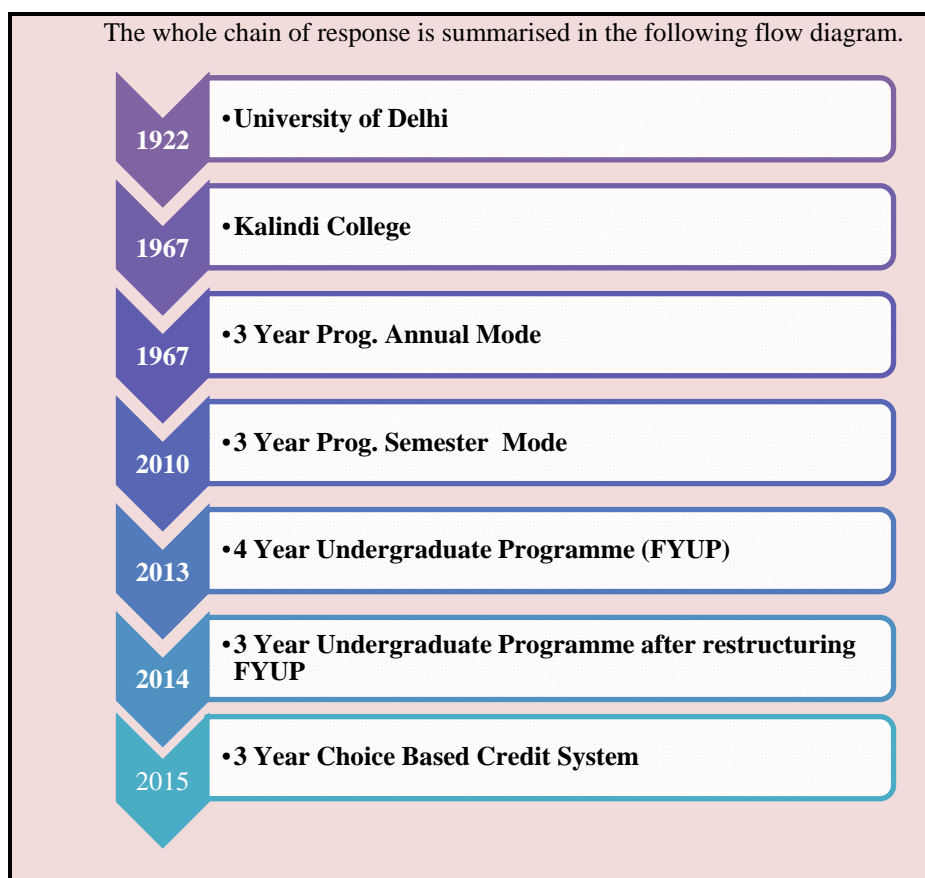 The whole chain of response is summarised in the following flow diagram.
1922
•University of Delhi
1967
•Kalindi College
1967
•3 Year Prog. Annual Mode
2010
•3 Year Prog. Semester Mode
2013
•4 Year Undergraduate Programme (FYUP)
2014
•3 Year Undergraduate Programme after restructuring
FYUP
2015
•3 Year Choice Based Credit System